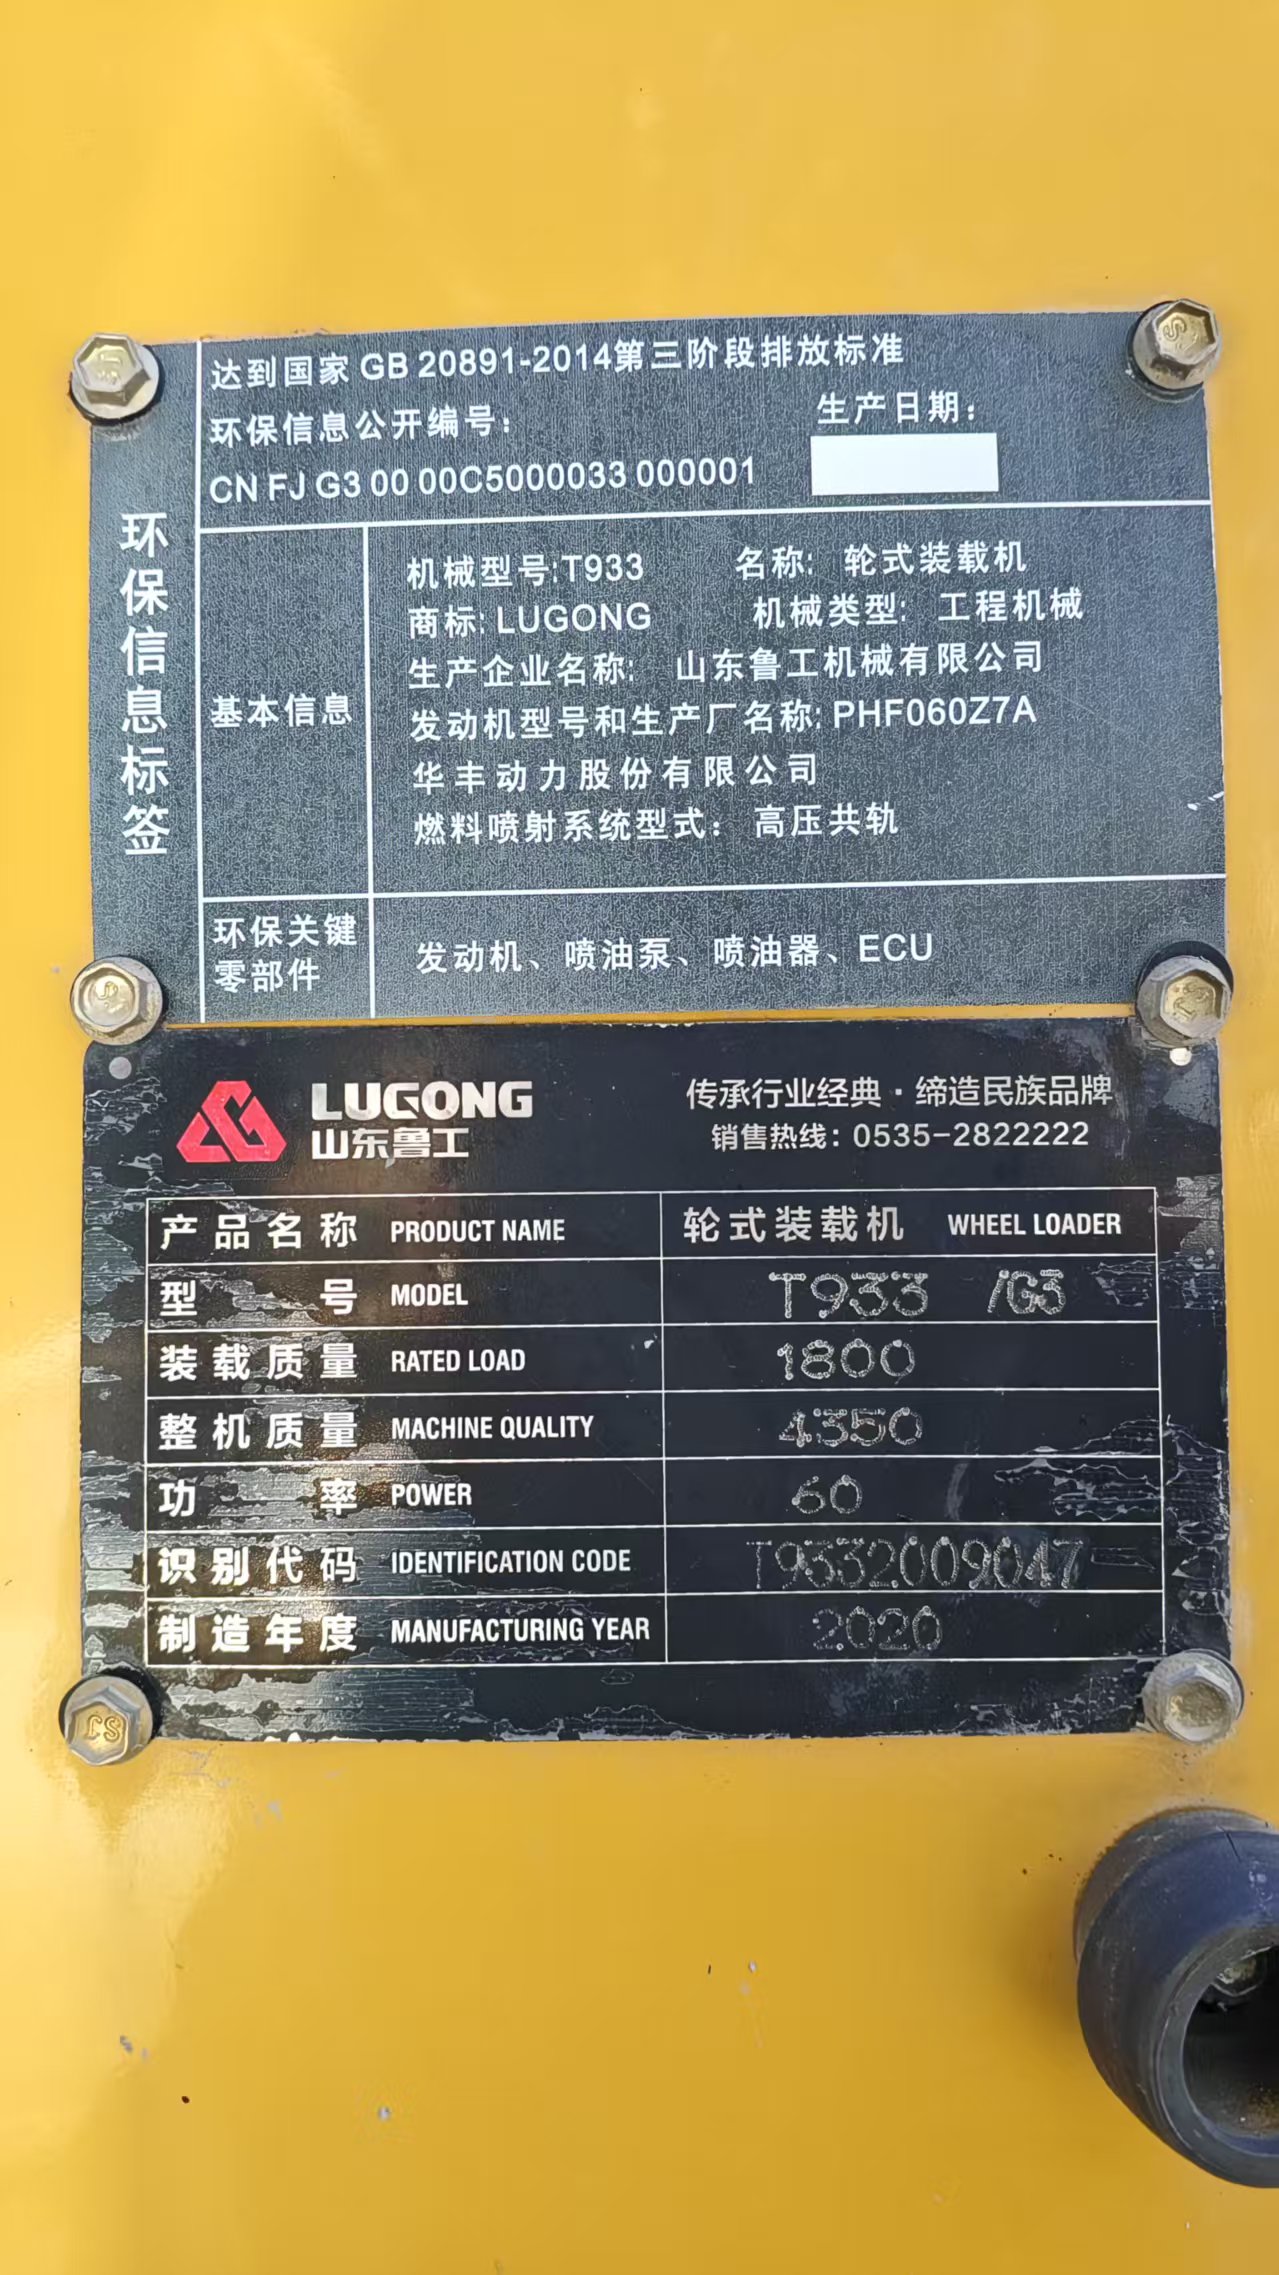 达到国家 GB 20891-2014第三阶段排放标准
环保信息公开编号：
生产日期：
CN FJ G3 00 00C5000033 000001
环保信息标签
基本信息
机械型号:T933 名称: 轮式装载机
商标: LUGONG 机械类型: 工程机械
生产企业名称: 山东鲁工机械有限公司
发动机型号和生产厂名称: PHF060Z7A
华丰动力股份有限公司
燃料喷射系统型式: 高压共轨
环保关键
零部件
发动机、喷油泵、喷油器、ECU
LUGONG
山东鲁工
传承行业经典·缔造民族品牌
销售热线：0535-2822222
产品名称 PRODUCT NAME 轮式装载机 WHEEL LOADER
型号 MODEL T933 /G3
装载质量 RATED LOAD 1800
整机质量 MACHINE QUALITY 4350
功率 POWER 60
识别代码 IDENTIFICATION CODE T9332009047
制造年度 MANUFACTURING YEAR 2020